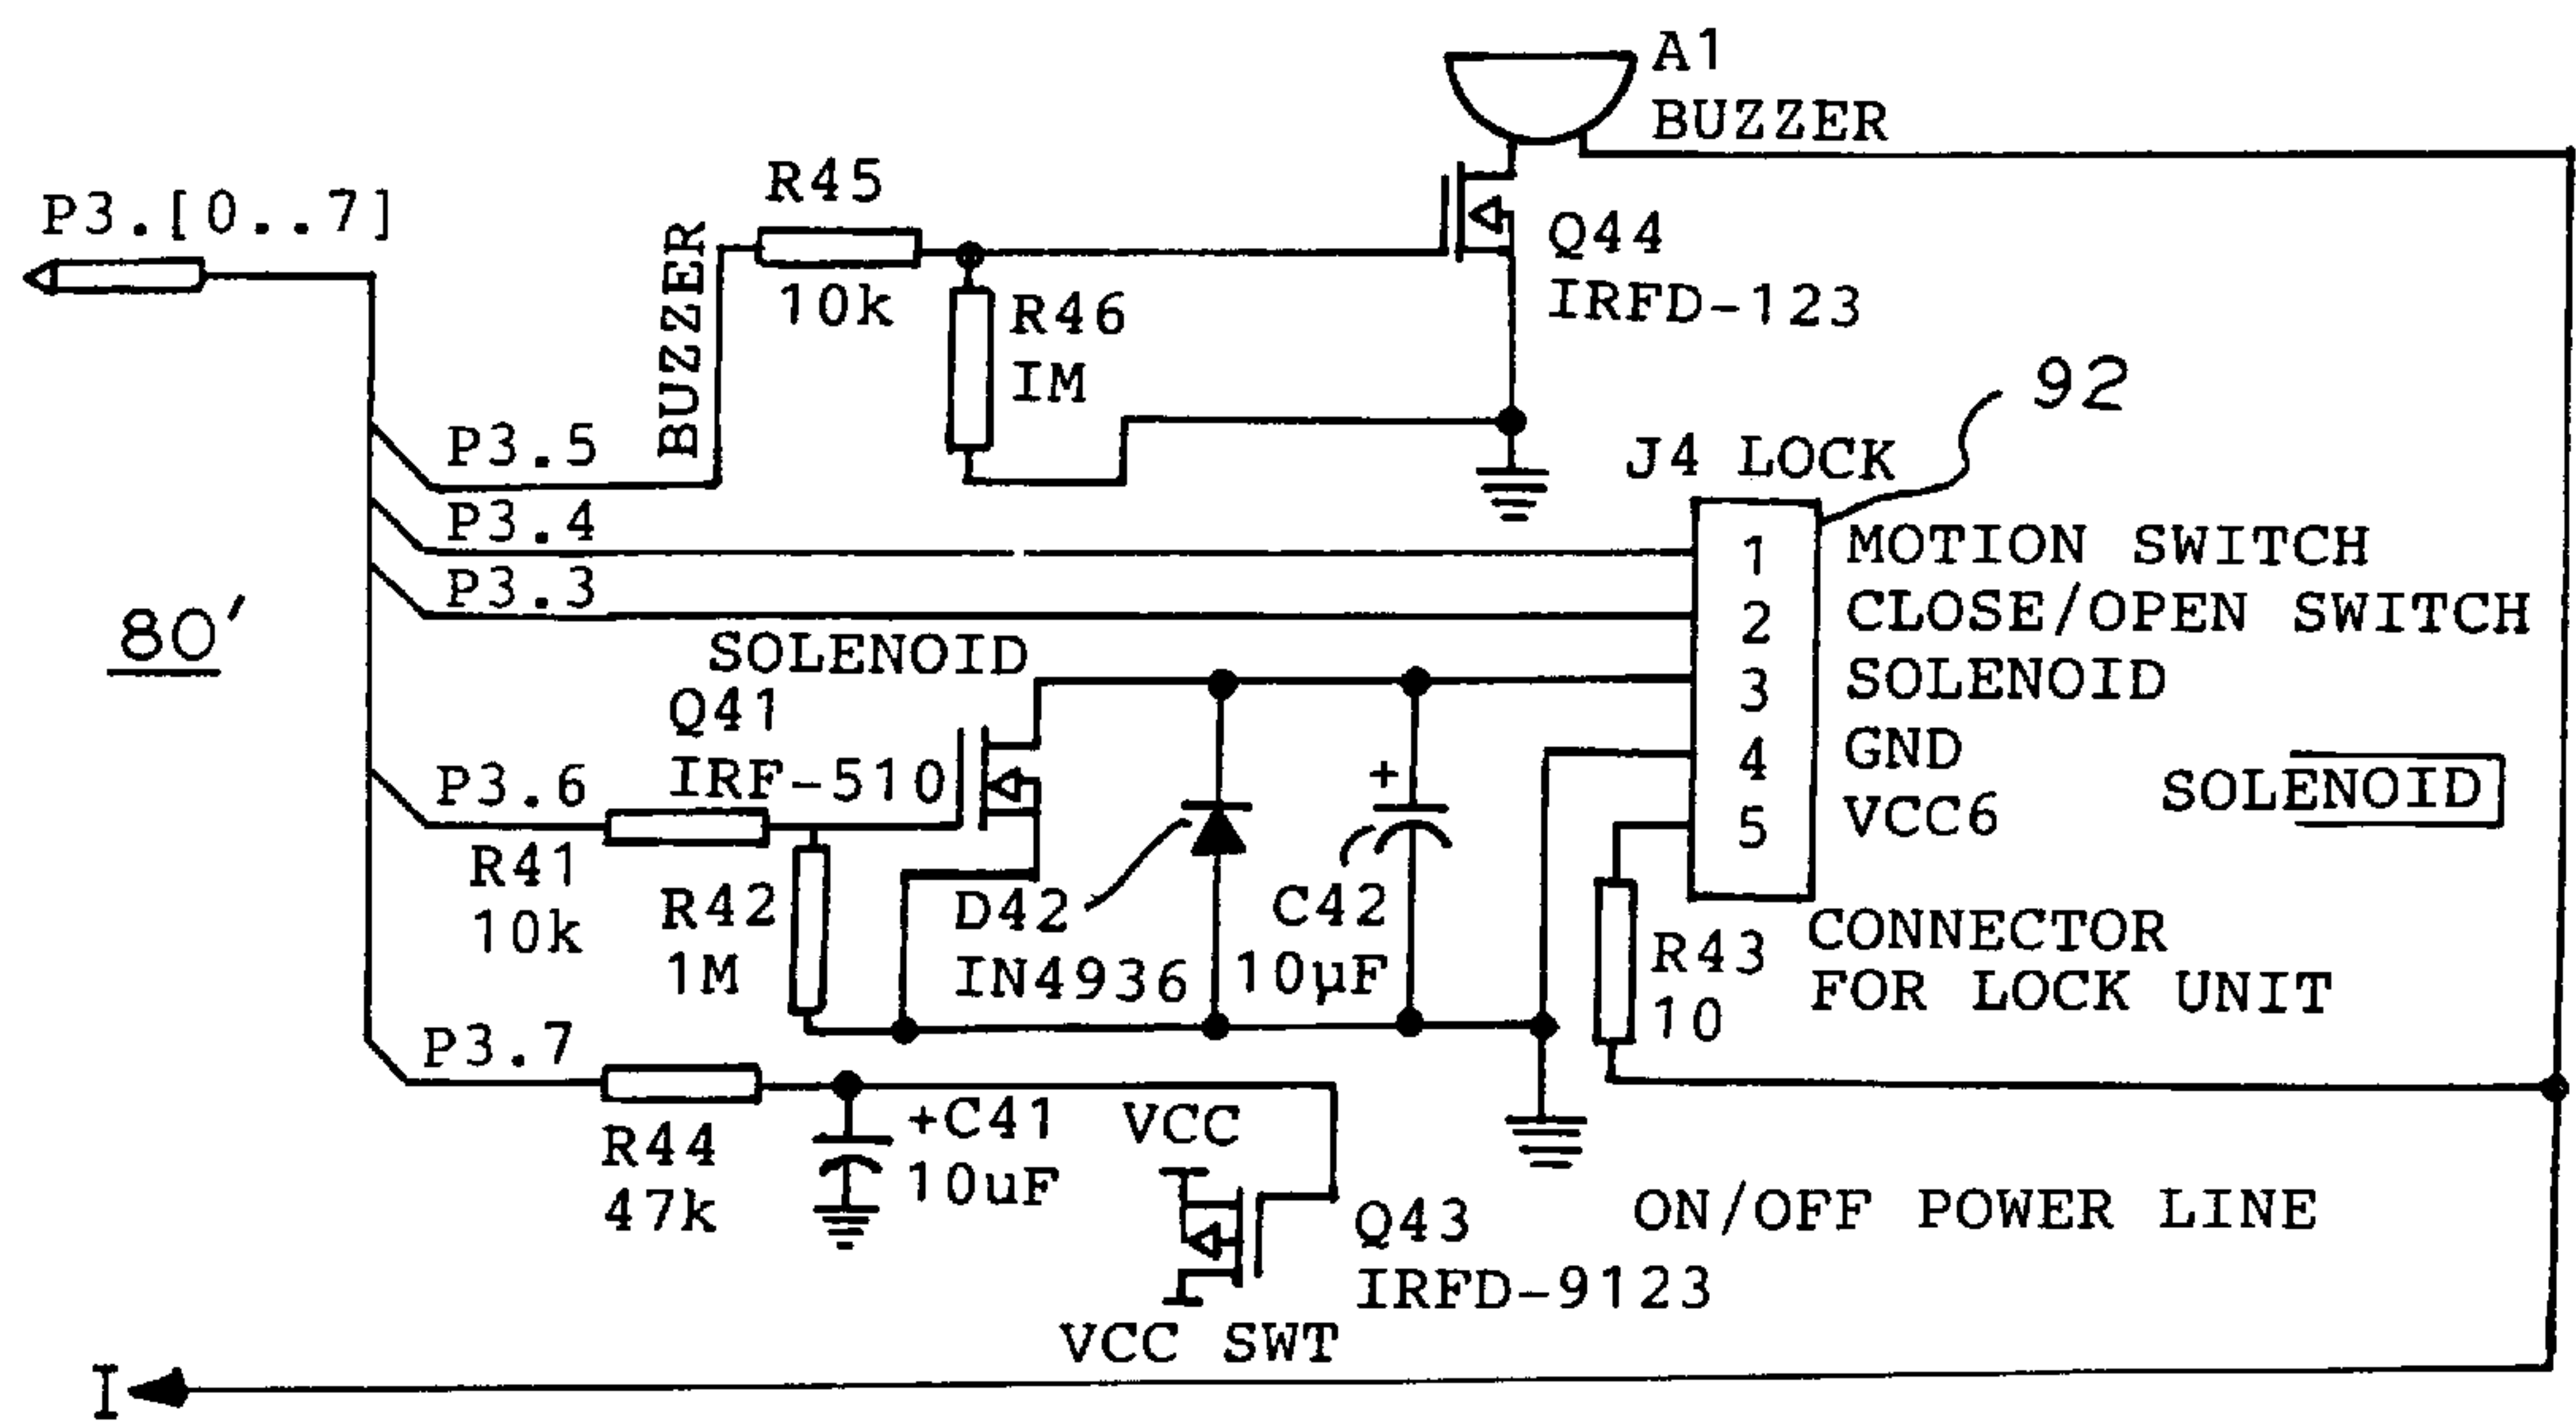 A1
BUZZER
R45
10k
P3.[0..7]
BUZZER
Q44
IRFD-123
R46
IM
92
P3.5
J4 LOCK
P3.4
1 MOTION SWITCH
P3.3
2 CLOSE/OPEN SWITCH
80'
SOLENOID
3 SOLENOID
Q41
IRF-510
4 GND
SOLENOID
P3.6
5 VCC6
R41
10k
R42
1M
D42
IN4936
C42
+
10µF
R43
10
CONNECTOR
FOR LOCK UNIT
P3.7
R44
47k
+C41
10uF
VCC
Q43
IRFD-9123
ON/OFF POWER LINE
VCC SWT
I